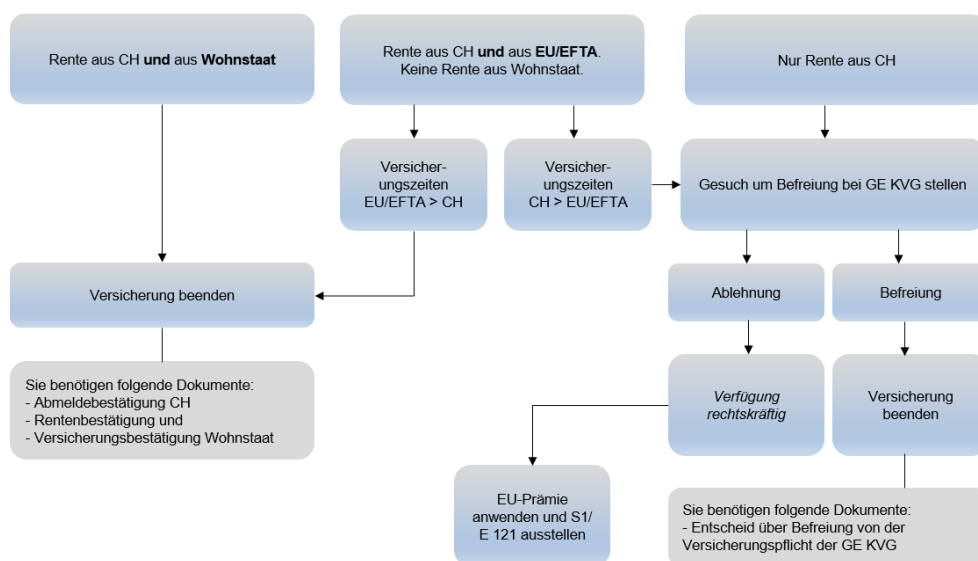 Rente aus CH und aus Wohnstaat
Rente aus CH und aus EU/EFTA.
Keine Rente aus Wohnstaat.
Nur Rente aus CH
Versicher-
ungszeiten
EU/EFTA > CH
Versicher-
ungszeiten
CH > EU/EFTA
Gesuch um Befreiung bei GE KVG stellen
Versicherung beenden
Ablehnung
Befreiung
Sie benötigen folgende Dokumente:
- Abmeldebestätigung CH
- Rentenbestätigung und
- Versicherungsbestätigung Wohnstaat
Verfügung
rechtskräftig
Versicherung
beenden
EU-Prämie
anwenden und S1/
E 121 ausstellen
Sie benötigen folgende Dokumente:
- Entscheid über Befreiung von der
Versicherungspflicht der GE KVG